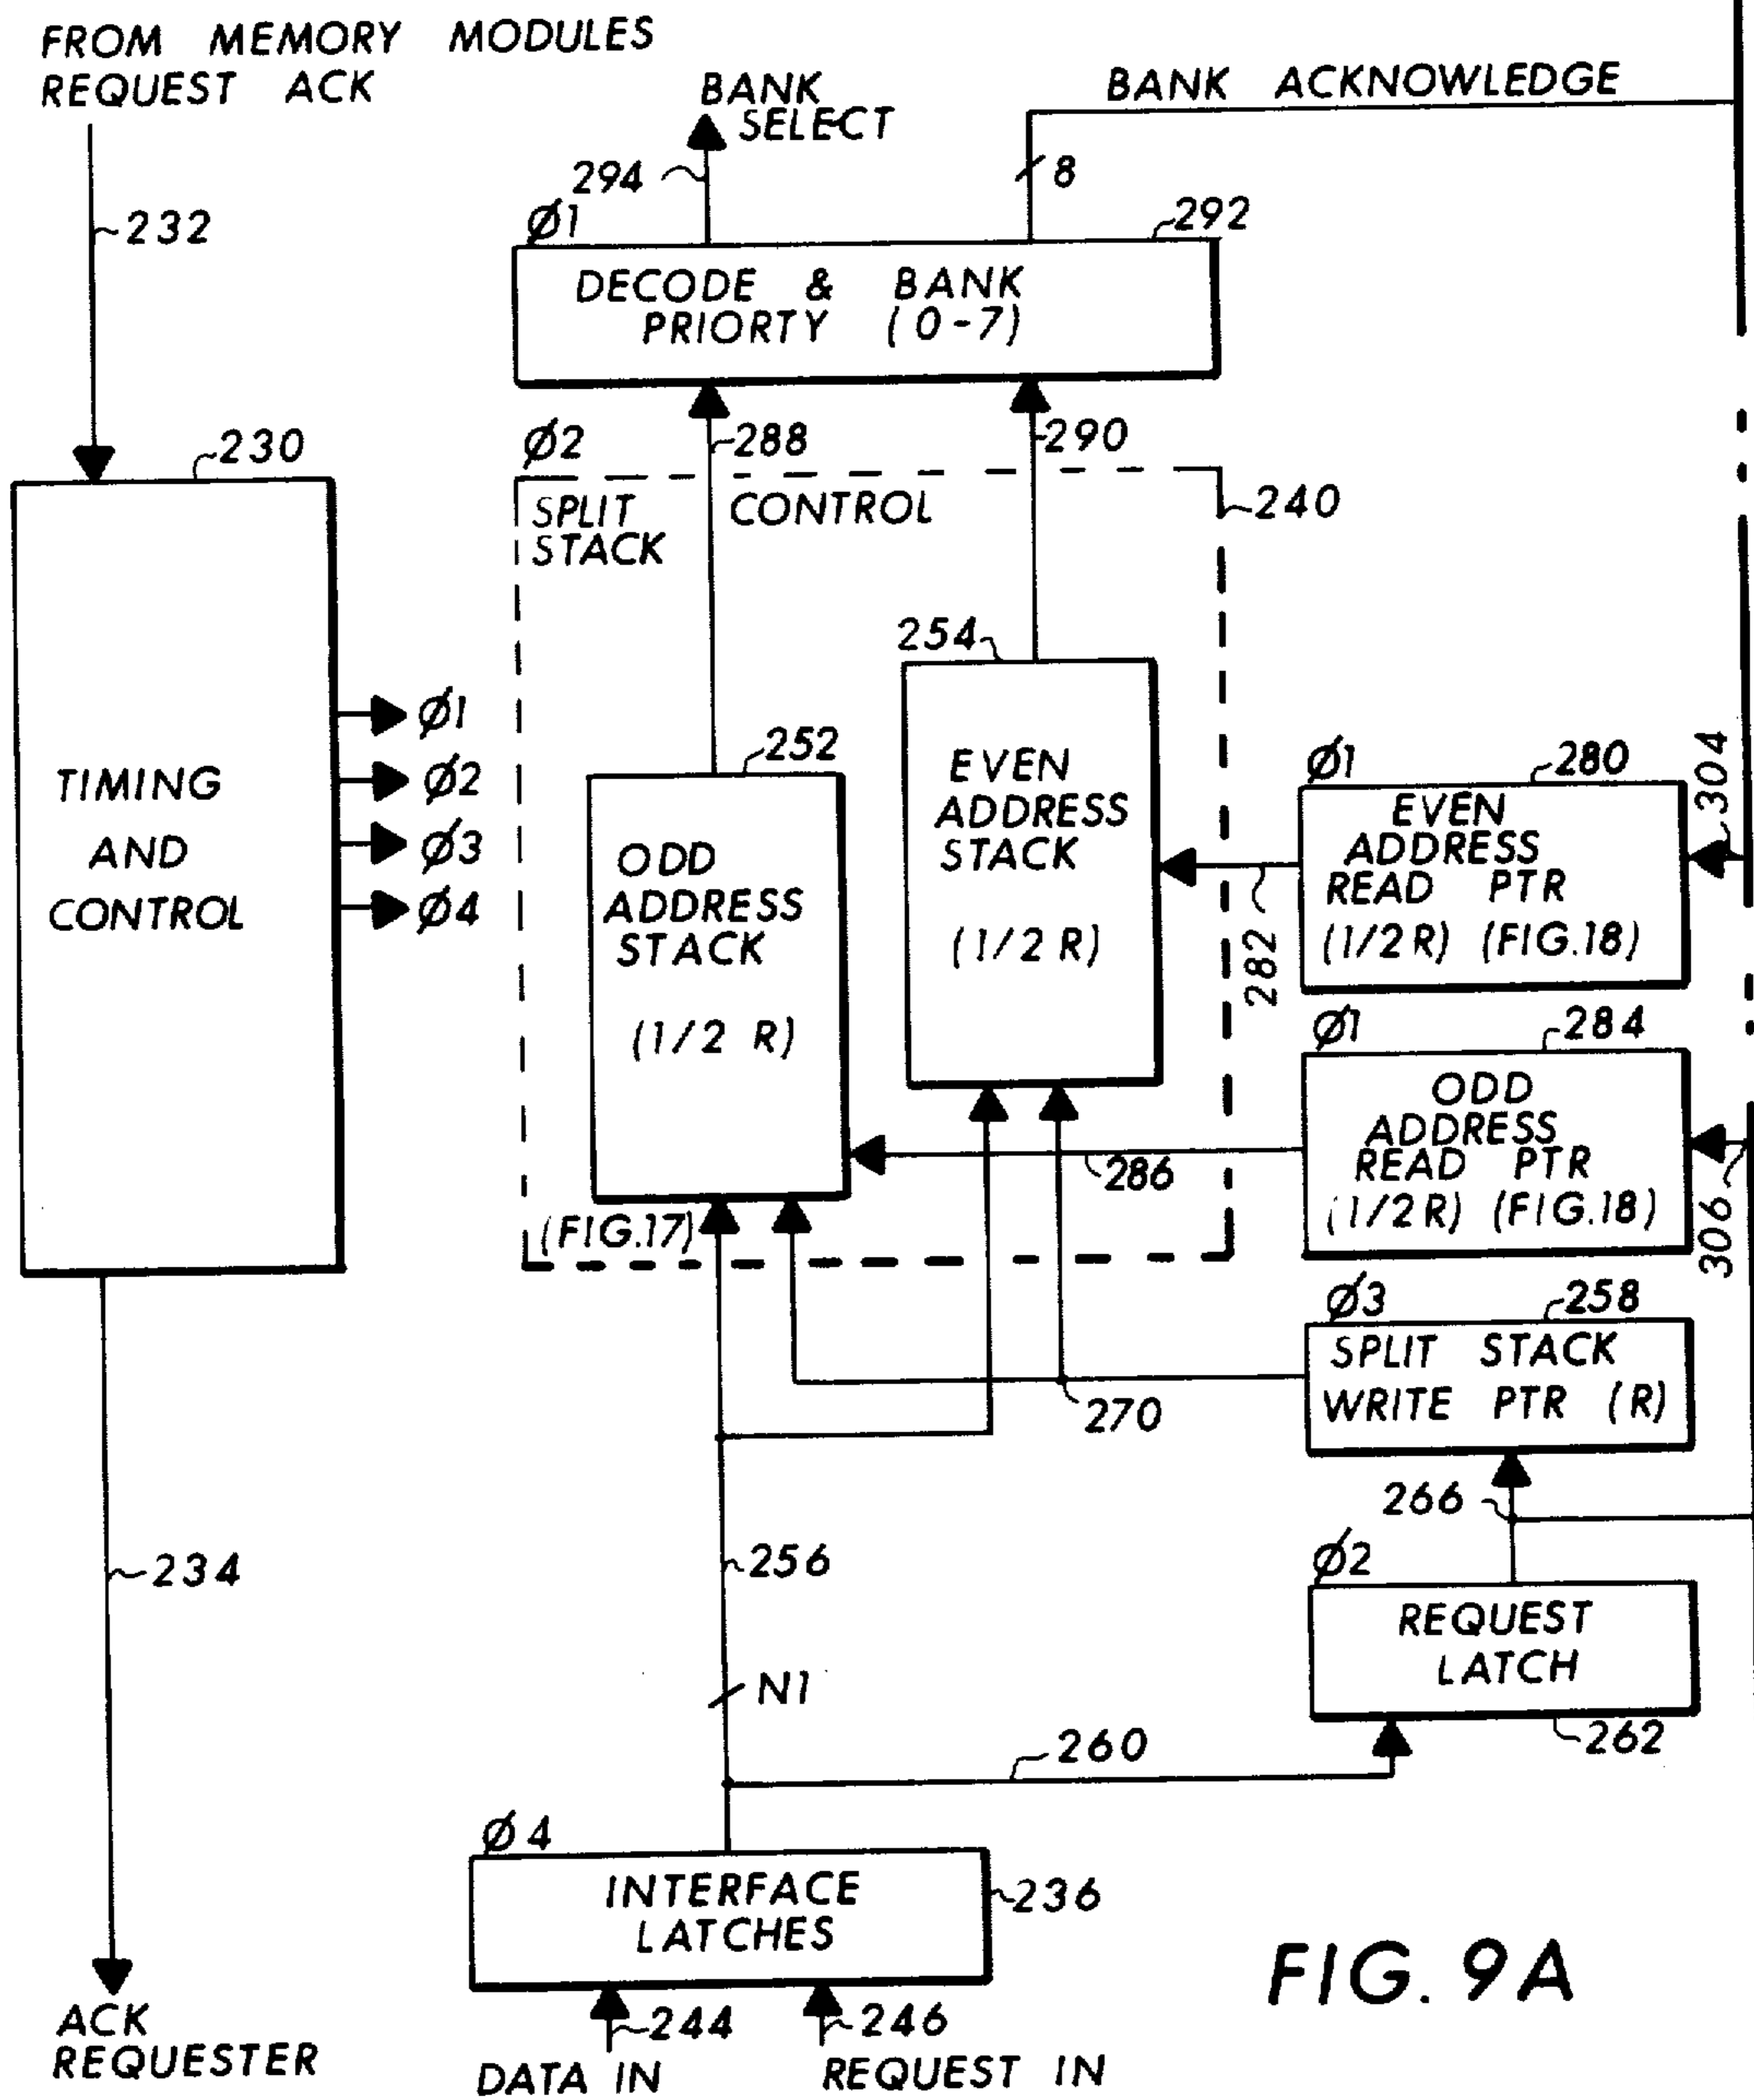 FROM MEMORY MODULES
REQUEST ACK
BANK
SELECT
BANK ACKNOWLEDGE
8
294
232
Ø1
292
DECODE & BANK
PRIORTY (0-7)
288
290
Ø2
230
SPLIT CONTROL
STACK
240
TIMING
AND
CONTROL
Ø1
Ø2
Ø3
Ø4
254
252
EVEN
ADDRESS
STACK
(1/2 R)
ODD
ADDRESS
STACK
(1/2 R)
282
Ø1
280
EVEN
ADDRESS
READ PTR
(1/2 R) (FIG.18)
304
Ø1
284
ODD
ADDRESS
READ PTR
(1/2R) (FIG.18)
306
286
(FIG.17)
Ø3
258
SPLIT STACK
WRITE PTR (R)
270
266
256
234
Ø2
REQUEST
LATCH
262
N1
260
Ø4
INTERFACE
LATCHES
236
244
246
DATA IN
REQUEST IN
ACK
REQUESTER
FIG. 9A